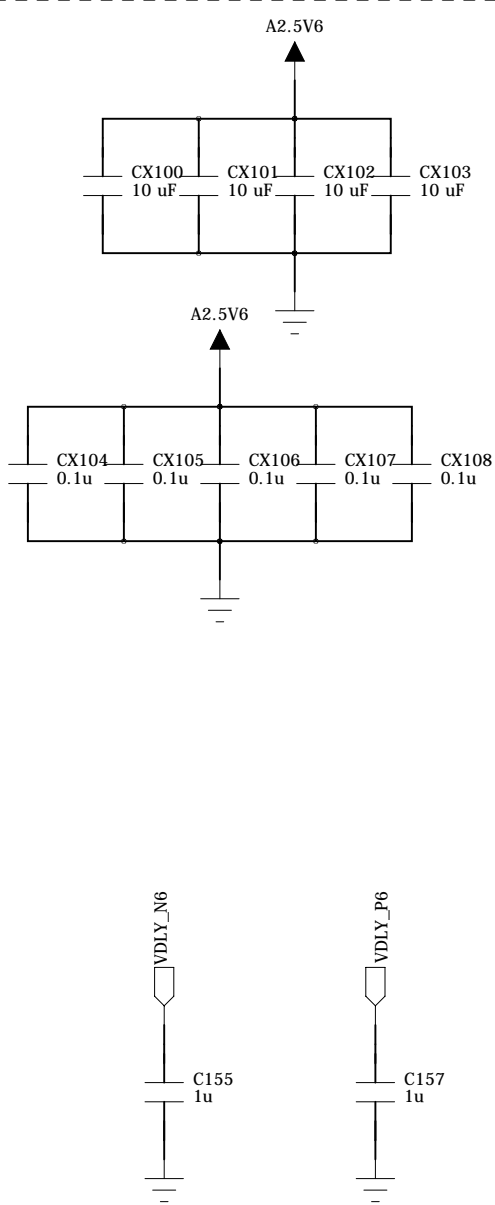 A2.5V6
CX100 CX101 CX102 CX103
10 uF 10 uF 10 uF 10 uF
A2.5V6
CX104 CX105 CX106 CX107 CX108
0.1u 0.1u 0.1u 0.1u 0.1u
VDLY_N6
VDLY_P6
C155 C157
1u 1u